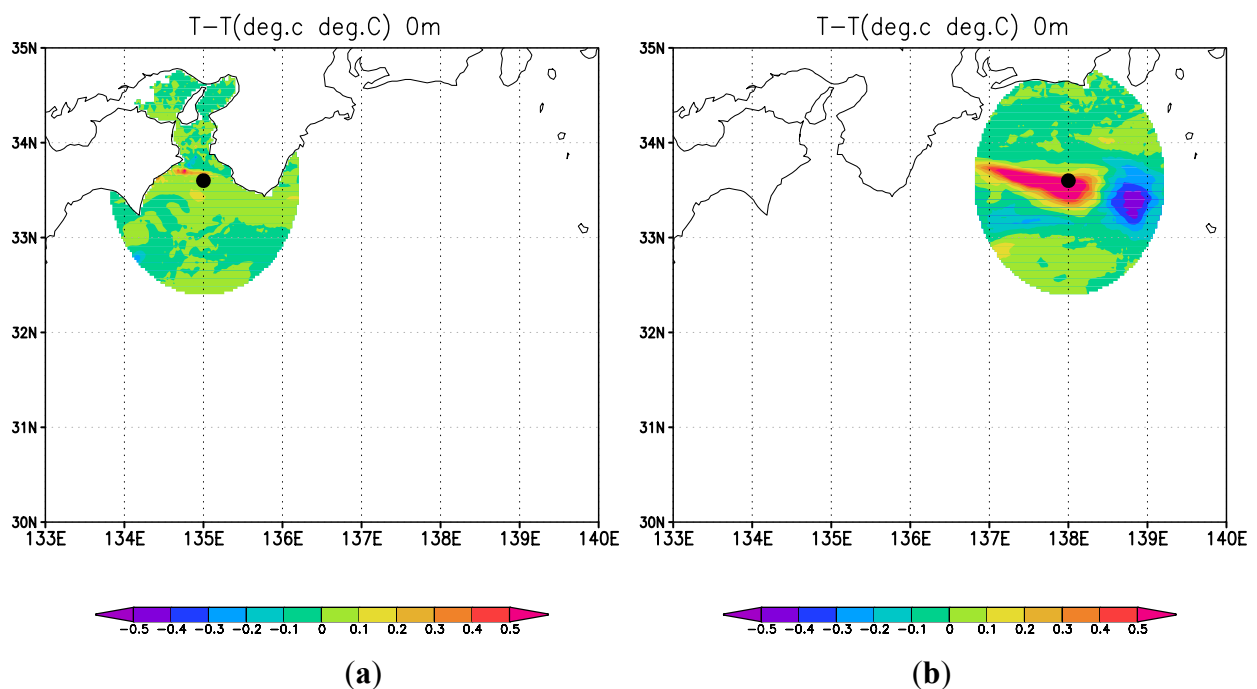 T-T(deg.c deg.C) 0m
35N
34N
33N
32N
31N
30N
133E 134E 135E 136E 137E 138E 139E 140E
-0.5 -0.4 -0.3 -0.2 -0.1 0 0.1 0.2 0.3 0.4 0.5
(a)
T-T(deg.c deg.C) 0m
35N
34N
33N
32N
31N
30N
133E 134E 135E 136E 137E 138E 139E 140E
-0.5 -0.4 -0.3 -0.2 -0.1 0 0.1 0.2 0.3 0.4 0.5
(b)